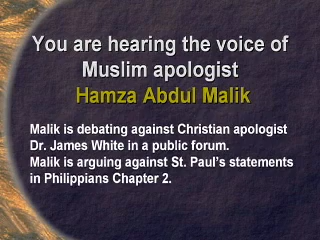 You are hearing the voice of
Muslim apologist
Hamza Abdul Malik
Malik is debating against Christian apologist
Dr. James White in a public forum.
Malik is arguing against St. Paul's statements
in Philippians Chapter 2.